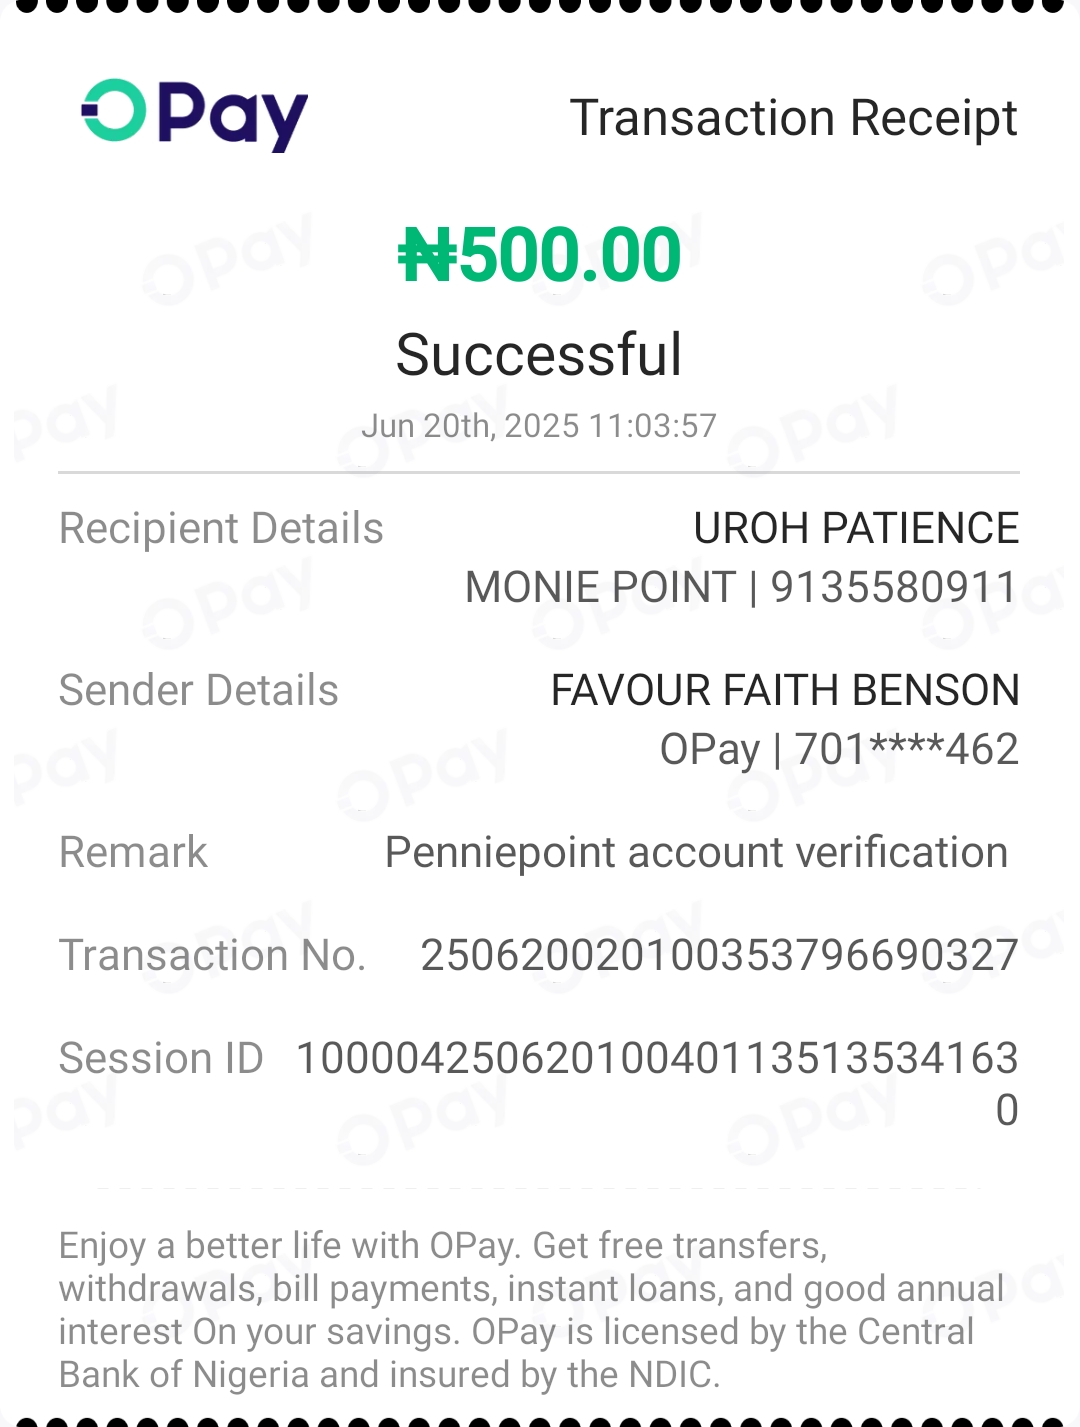 OPay
Transaction Receipt
₦500.00
Successful
Jun 20th, 2025 11:03:57
Recipient Details UROH PATIENCE
MONIE POINT | 9135580911
Sender Details FAVOUR FAITH BENSON
OPay | 701****462
Remark Penniepoint account verification
Transaction No. 250620020100353796690327
Session ID 10000425062010040113513534163
0
Enjoy a better life with OPay. Get free transfers,
withdrawals, bill payments, instant loans, and good annual
interest On your savings. OPay is licensed by the Central
Bank of Nigeria and insured by the NDIC.